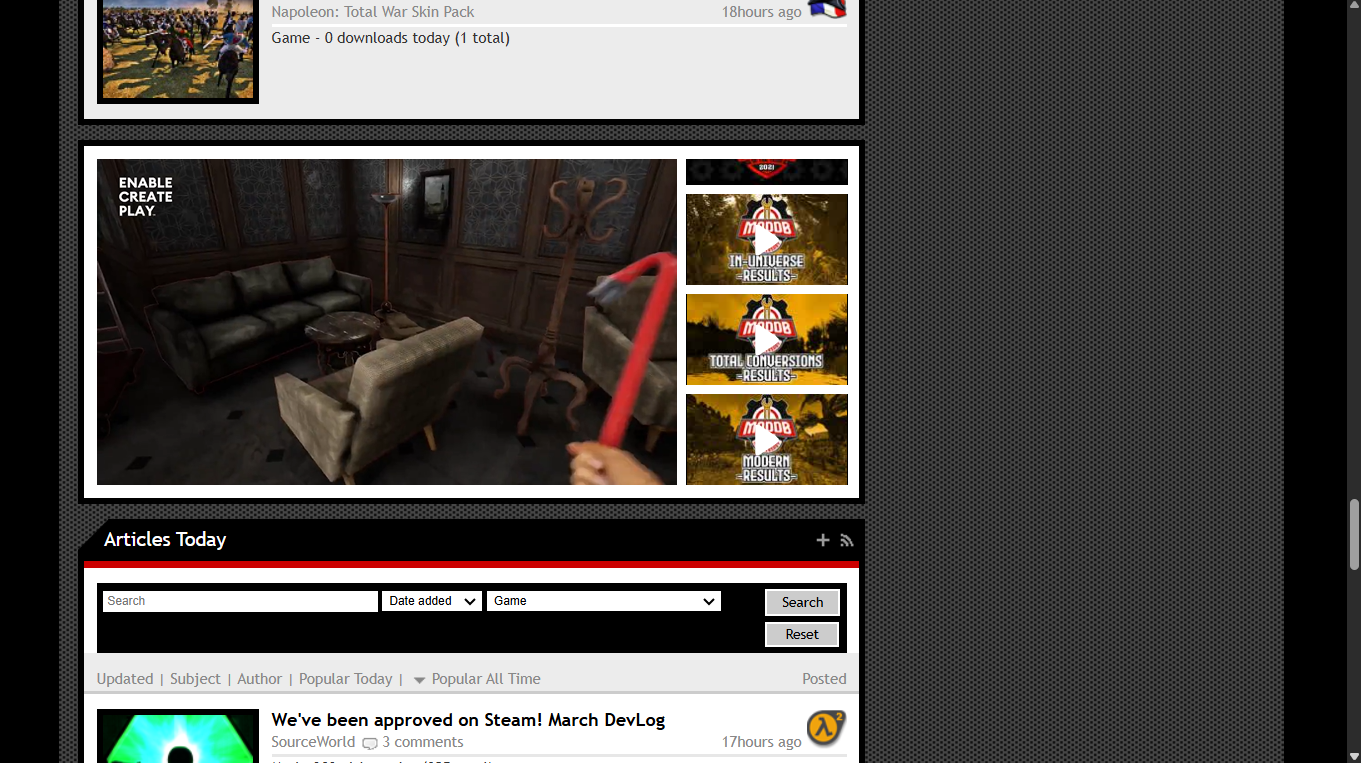 Napoleon: Total War Skin Pack
18hours ago
Game - 0 downloads today (1 total)
ENABLE
CREATE
PLAY.
2021
MODDB
IN-UNIVERSE
=RESULTS=
MODDB
TOTAL CONVERSIONS
=RESULTS=
MODDB
MODERN
=RESULTS=
Articles Today
Search Date added Game Search
Reset
Updated | Subject | Author | Popular Today | Popular All Time Posted
We've been approved on Steam! March DevLog
SourceWorld 3 comments 17hours ago